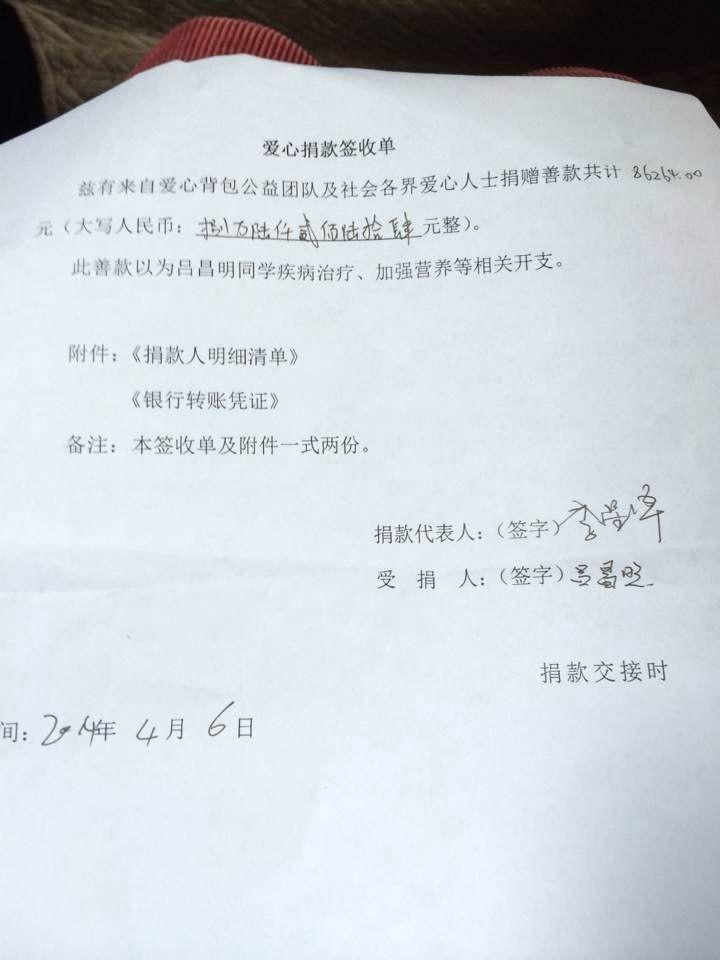 爱心捐款签收单
兹有来自爱心背包公益团队及社会各界爱心人士捐赠善款共计 86264.00
元（大写人民币：捌万陆仟贰佰陆拾肆元整）。
此善款以为吕昌明同学疾病治疗、加强营养等相关开支。
附件：《捐款人明细清单》
《银行转账凭证》
备注：本签收单及附件一式两份。
捐款代表人：（签字）
受 捐 人：（签字）吕昌明
捐款交接时
间：2014年 4月 6日